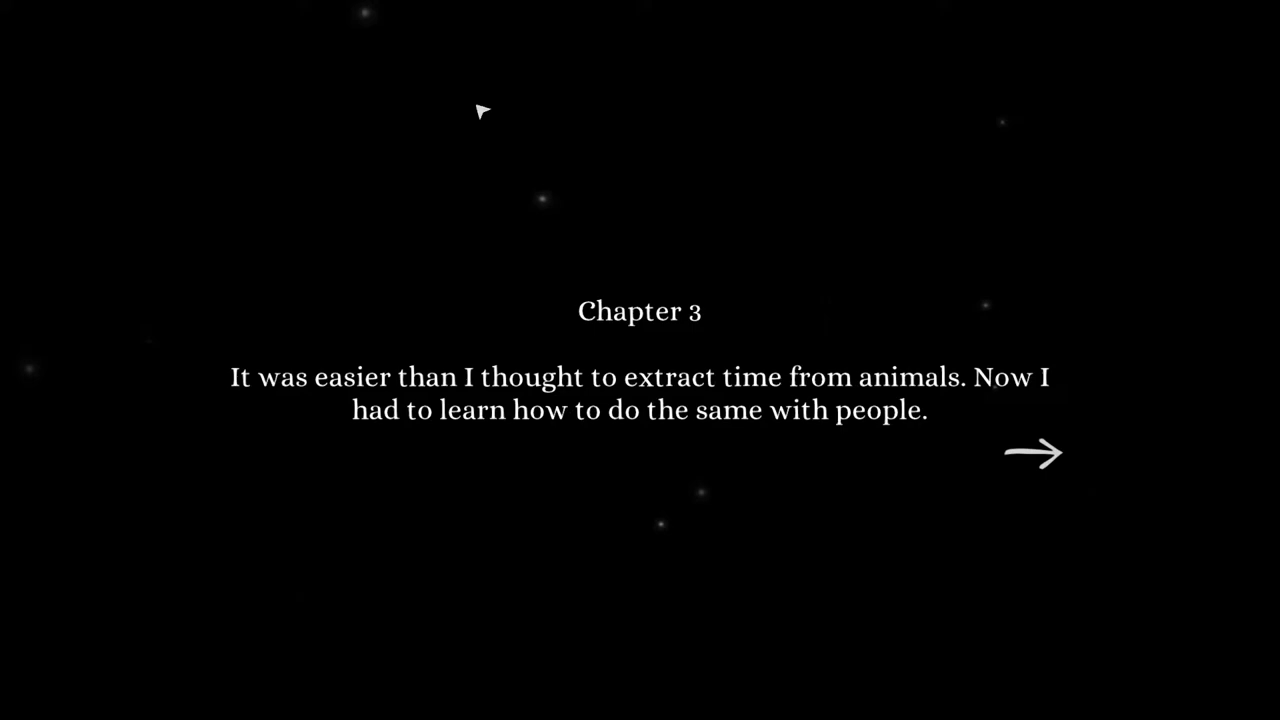 Chapter 3
It was easier than I thought to extract time from animals. Now I
had to learn how to do the same with people.